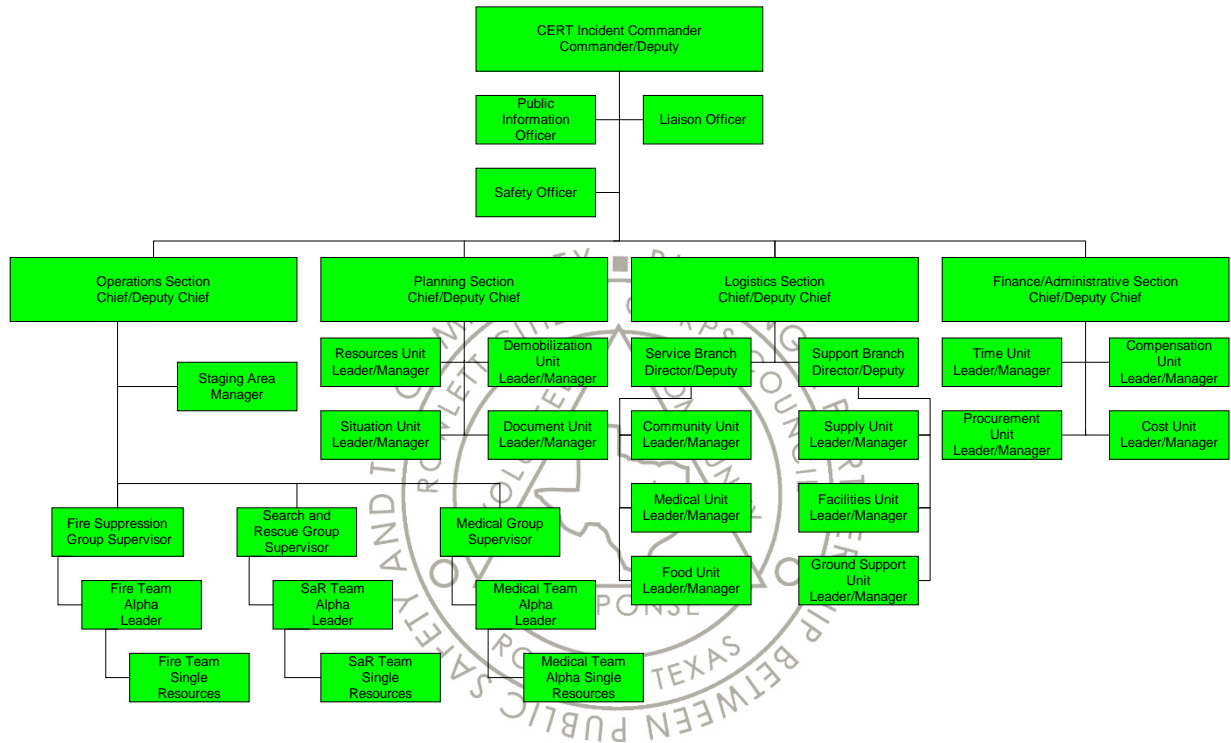 CERT Incident Commander
Commander/Deputy
Public
Information
Officer
Liaison Officer
Safety Officer
Operations Section
Chief/Deputy Chief
Planning Section
Chief/Deputy Chief
Logistics Section
Chief/Deputy Chief
Finance/Administrative Section
Chief/Deputy Chief
Staging Area
Manager
Resources Unit
Leader/Manager
Demobilization
Unit
Leader/Manager
Service Branch
Director/Deputy
Support Branch
Director/Deputy
Time Unit
Leader/Manager
Compensation
Unit
Leader/Manager
Situation Unit
Leader/Manager
Document Unit
Leader/Manager
Community Unit
Leader/Manager
Supply Unit
Leader/Manager
Procurement
Unit
Leader/Manager
Cost Unit
Leader/Manager
Fire Suppression
Group Supervisor
Search and
Rescue Group
Supervisor
Medical Group
Supervisor
Medical Unit
Leader/Manager
Facilities Unit
Leader/Manager
Fire Team
Alpha
Leader
SaR Team
Alpha
Leader
Medical Team
Alpha
Leader
Food Unit
Leader/Manager
Ground Support
Unit
Leader/Manager
Fire Team
Single
Resources
SaR Team
Single
Resources
Medical Team
Alpha Single
Resources
BETWEEN PUBLIC SAFETY AND
TEXAS